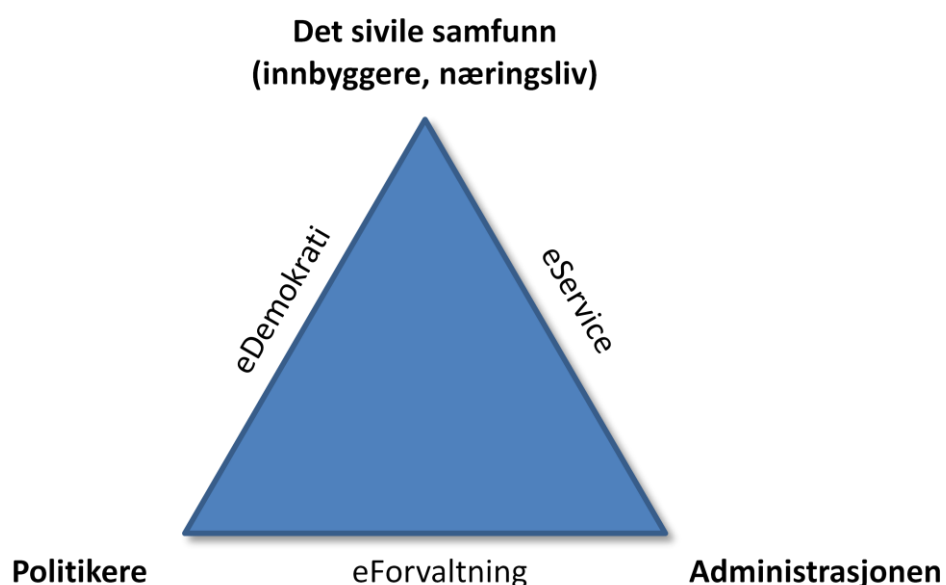 Det sivile samfunn
(innbyggere, næringsliv)
eDemokrati
eService
Politikere
eForvaltning
Administrasjonen